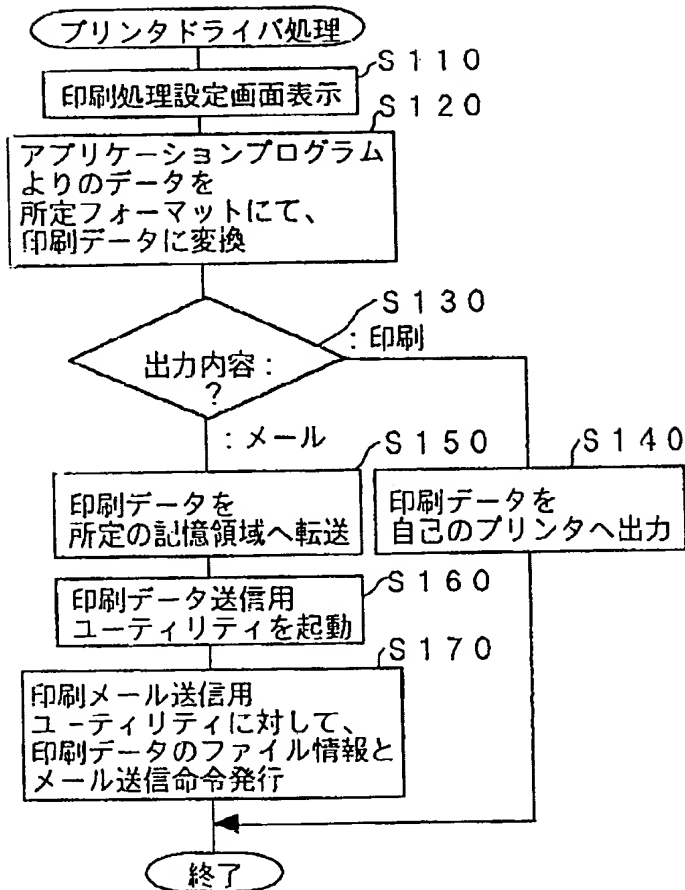 プリンタドライバ処理
S110
印刷処理設定画面表示
S120
アプリケーションプログラム
よりのデータを
所定フォーマットにて、
印刷データに変換
S130
:印刷
出力内容:
?
:メール
S150
印刷データを
所定の記憶領域へ転送
S140
印刷データを
自己のプリンタへ出力
S160
印刷データ送信用
ユーティリティを起動
S170
印刷メール送信用
ユーティリティに対して、
印刷データのファイル情報と
メール送信命令発行
終了